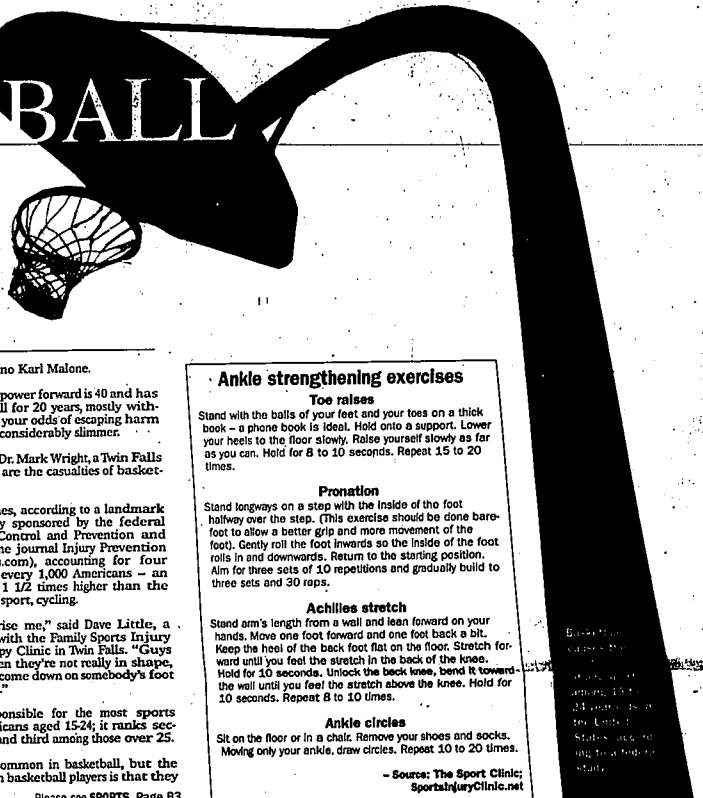 BALL
no Karl Malone.
power forward is 40 and has
ll for 20 years, mostly with-
your odds of escaping harm
considerably slimmer.
Dr. Mark Wright, a Twin Falls
are the casualties of basket-
es, according to a landmark
y sponsored by the federal
Control and Prevention and
ne journal Injury Prevention
s.com), accounting for four
every 1,000 Americans – an
1 1/2 times higher than the
sport, cycling.
rise me,” said Dave Little, a
with the Family Sports Injury
py Clinic in Twin Falls. “Guys
en they're not really in shape,
come down on somebody's foot
”
onsible for the most sports
icans aged 15-24; it ranks sec-
and third among those over 25.
ommon in basketball, but the
n basketball players is that they
Please see SPORTS, Page B3
Ankle strengthening exercises
Toe raises
Stand with the balls of your feet and your toes on a thick
book – a phone book is ideal. Hold onto a support. Lower
your heels to the floor slowly. Raise yourself slowly as far
as you can. Hold for 8 to 10 seconds. Repeat 15 to 20
times.
Pronation
Stand longways on a step with the inside of the foot
halfway over the step. (This exercise should be done bare-
foot to allow a better grip and more movement of the
foot). Gently roll the foot inwards so the inside of the foot
rolls in and downwards. Return to the starting position.
Aim for three sets of 10 repetitions and gradually build to
three sets and 30 reps.
Achilles stretch
Stand arm's length from a wall and lean forward on your
hands. Move one foot forward and one foot back a bit.
Keep the heel of the back foot flat on the floor. Stretch for-
ward until you feel the stretch in the back of the knee.
Hold for 10 seconds. Unlock the back knee, bend it toward
the wall until you feel the stretch above the knee. Hold for
10 seconds. Repeat 8 to 10 times.
Ankle circles
Sit on the floor or in a chair. Remove your shoes and socks.
Moving only your ankle, draw circles. Repeat 10 to 20 times.
– Source: The Sport Clinic;
SportsInjuryClinic.net
causes the
among 15 to
24
the United
States,
ing to a federal
study.